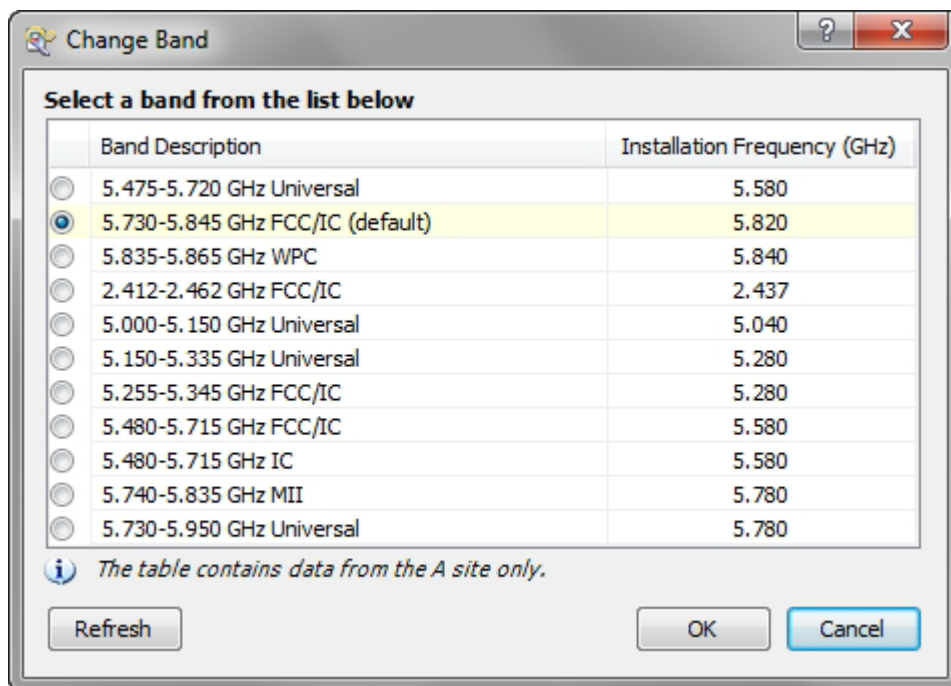 Change Band
Select a band from the list below
Band Description Installation Frequency (GHz)
5.475-5.720 GHz Universal 5.580
5.730-5.845 GHz FCC/IC (default) 5.820
5.835-5.865 GHz WPC 5.840
2.412-2.462 GHz FCC/IC 2.437
5.000-5.150 GHz Universal 5.040
5.150-5.335 GHz Universal 5.280
5.255-5.345 GHz FCC/IC 5.280
5.480-5.715 GHz FCC/IC 5.580
5.480-5.715 GHz IC 5.580
5.740-5.835 GHz MII 5.780
5.730-5.950 GHz Universal 5.780
The table contains data from the A site only.
Refresh OK Cancel